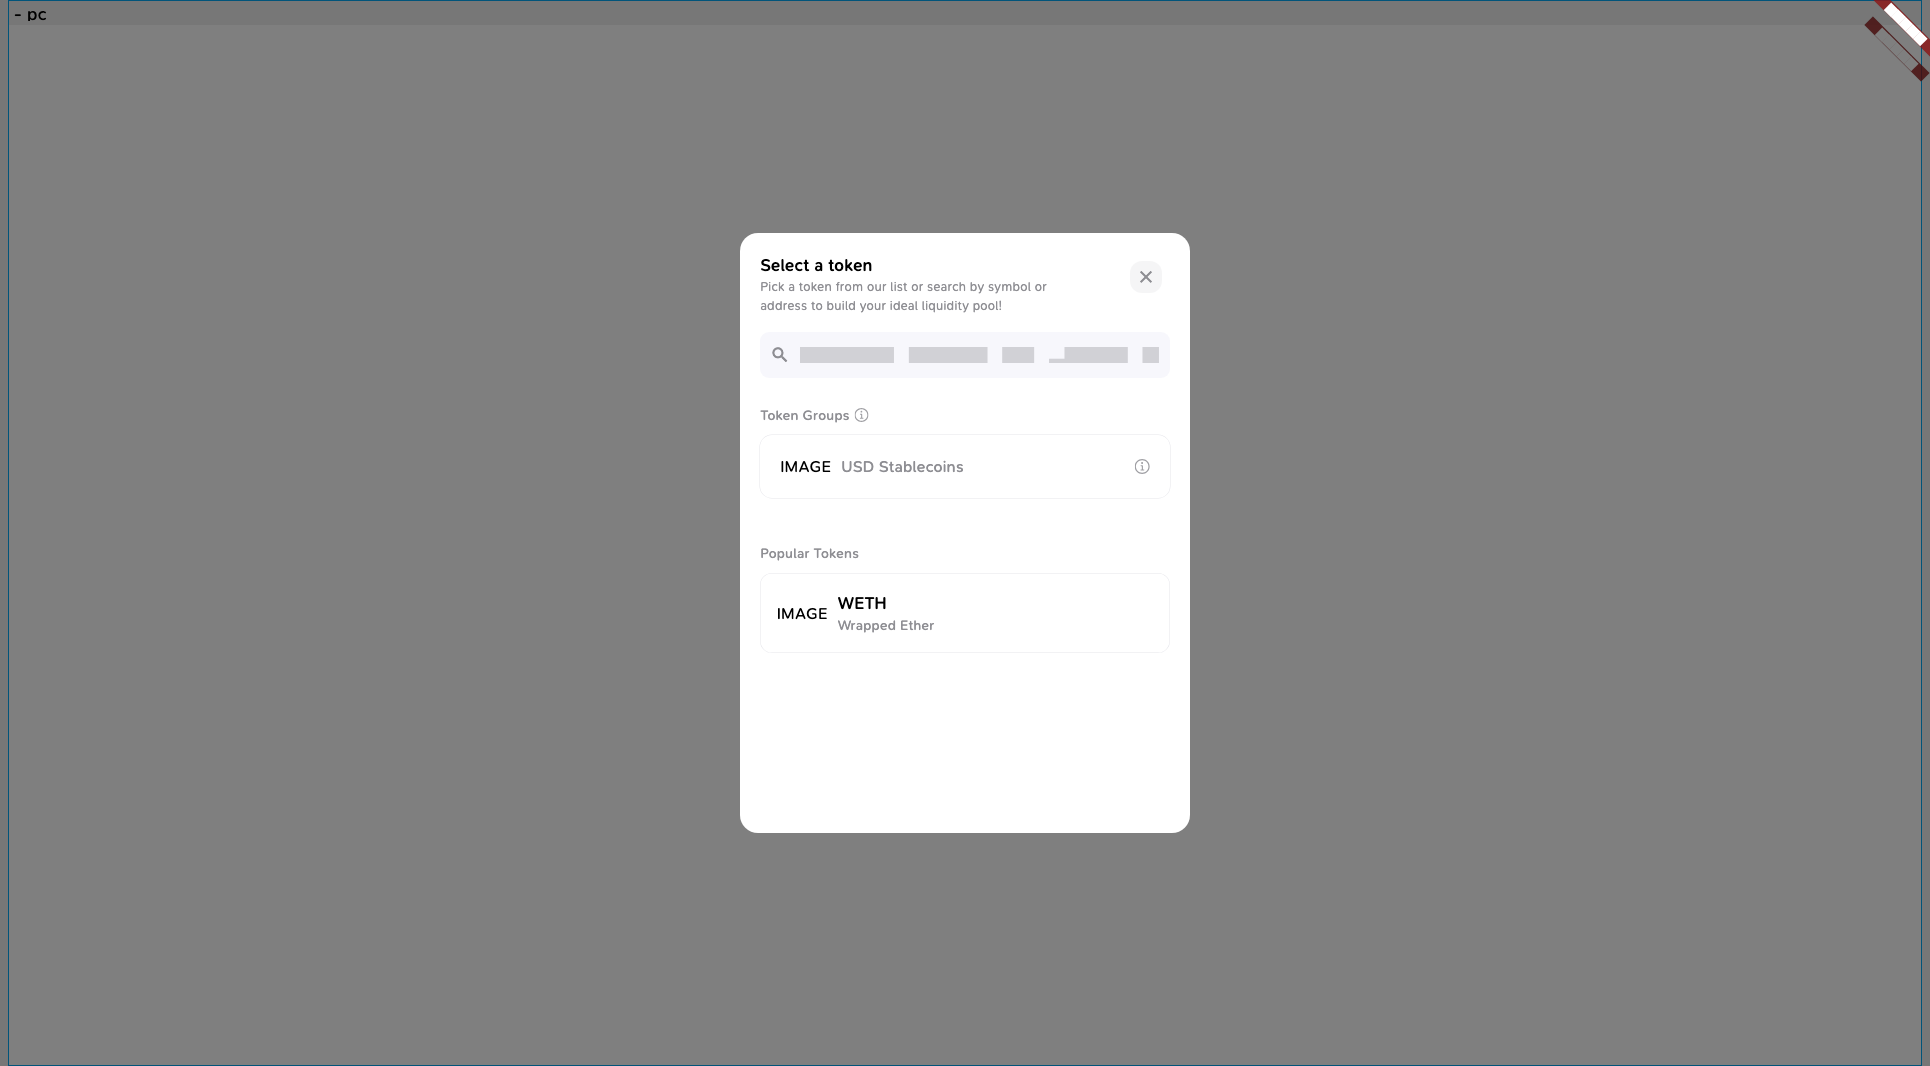 - pc
Select a token
Pick a token from our list or search by symbol or
address to build your ideal liquidity pool!
Token Groups
IMAGE USD Stablecoins
Popular Tokens
IMAGE
WETH
Wrapped Ether